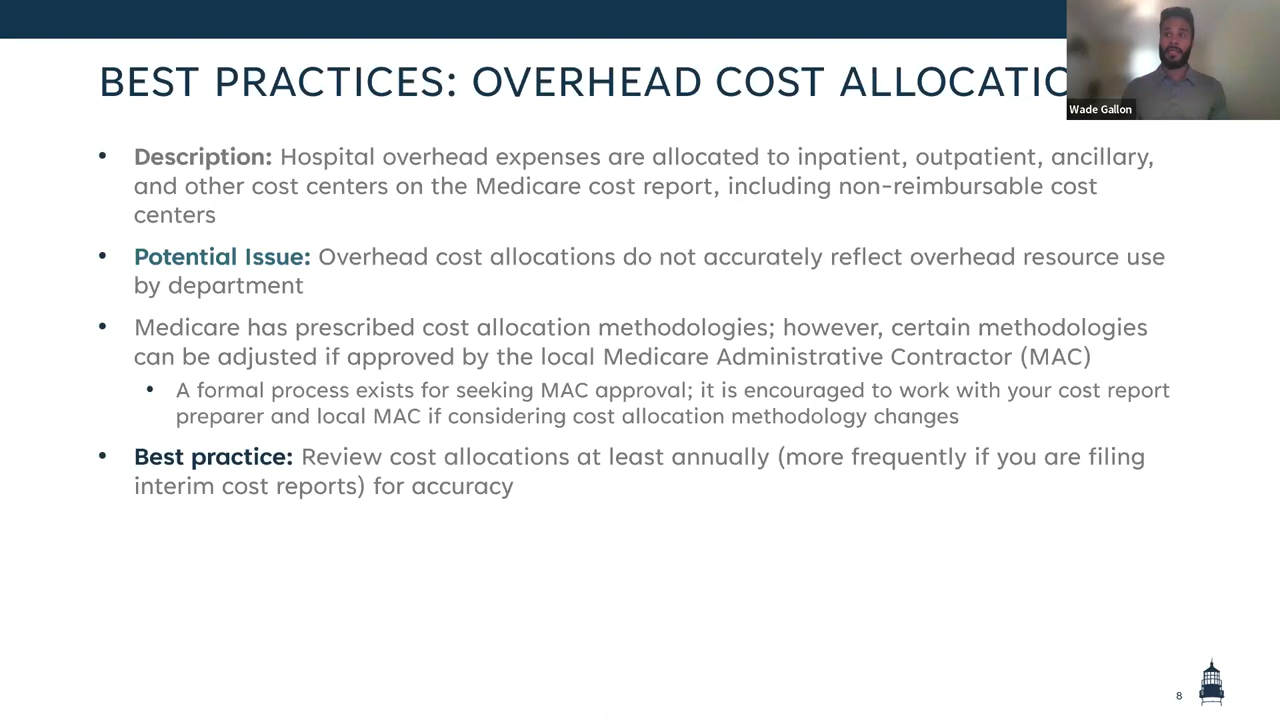 BEST PRACTICES: OVERHEAD COST ALLOCATIO
Wade Gallon
• Description: Hospital overhead expenses are allocated to inpatient, outpatient, ancillary,
and other cost centers on the Medicare cost report, including non-reimbursable cost
centers
• Potential Issue: Overhead cost allocations do not accurately reflect overhead resource use
by department
• Medicare has prescribed cost allocation methodologies; however, certain methodologies
can be adjusted if approved by the local Medicare Administrative Contractor (MAC)
• A formal process exists for seeking MAC approval; it is encouraged to work with your cost report
preparer and local MAC if considering cost allocation methodology changes
• Best practice: Review cost allocations at least annually (more frequently if you are filing
interim cost reports) for accuracy
8